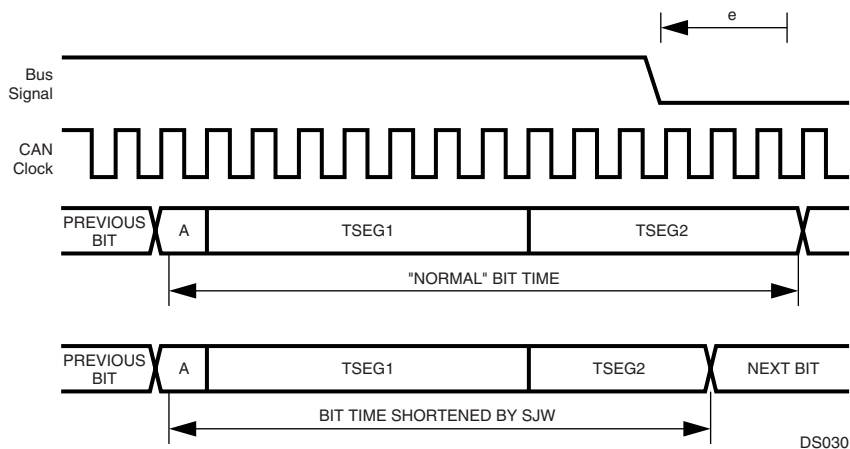 e
Bus
Signal
CAN
Clock
PREVIOUS
BIT
A
TSEG1
TSEG2
"NORMAL" BIT TIME
PREVIOUS
BIT
A
TSEG1
TSEG2
NEXT BIT
BIT TIME SHORTENED BY SJW
DS030